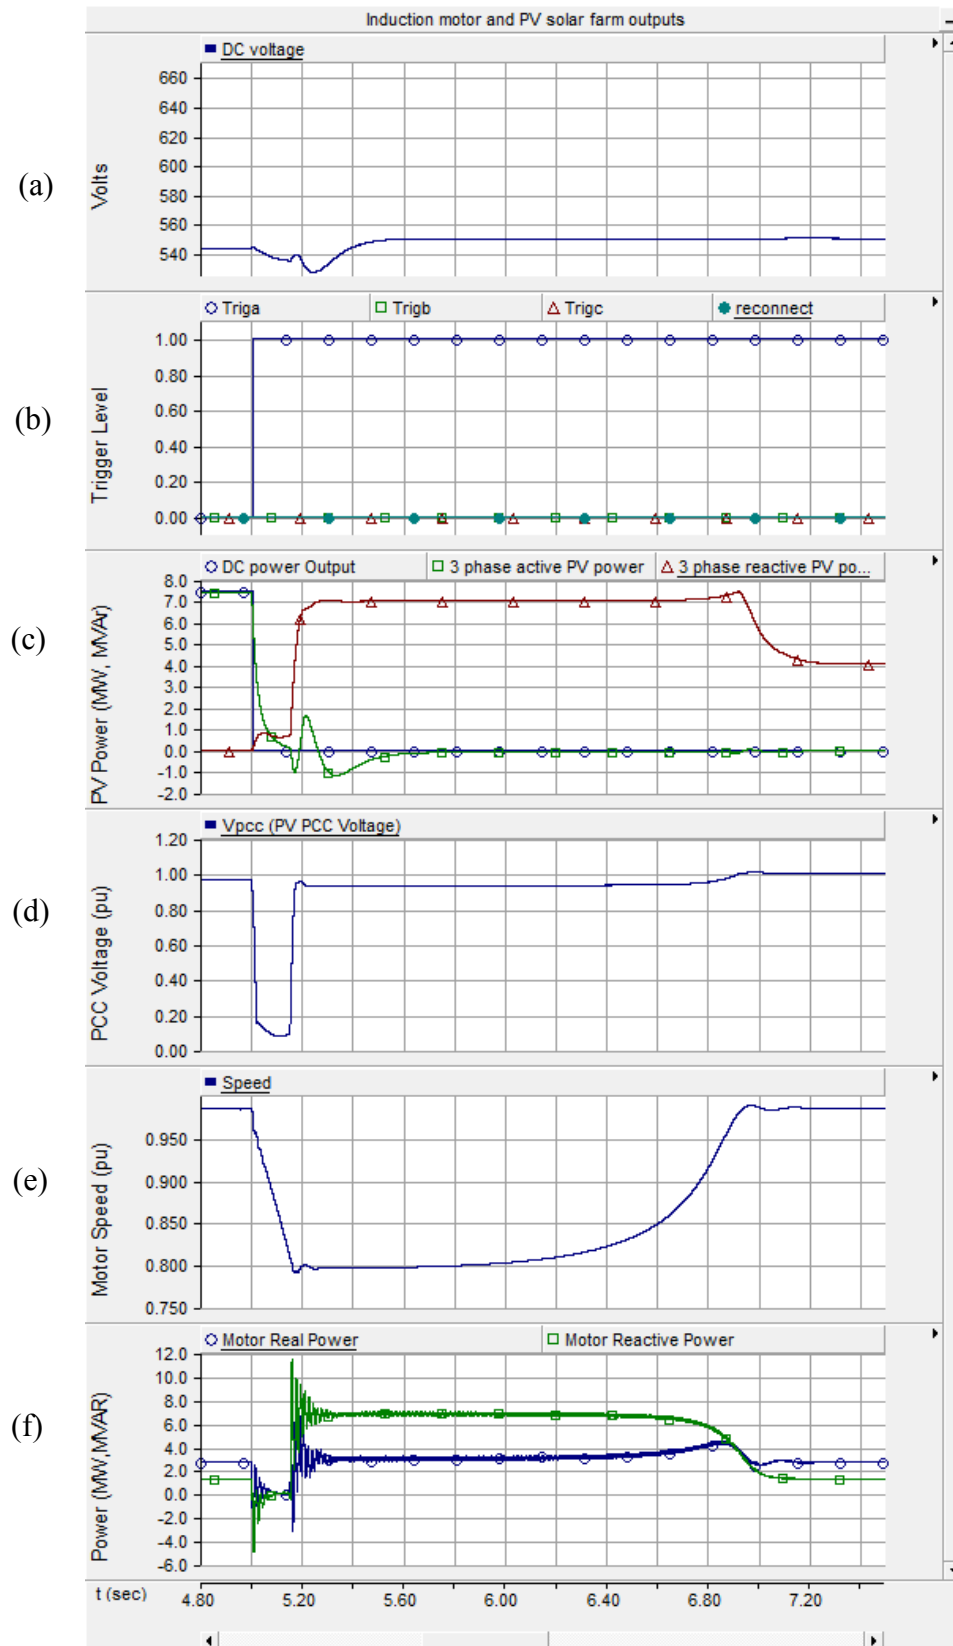 Induction motor and PV solar farm outputs
DC voltage
(a)
Volts
660
640
620
600
580
560
540
Triga Trigb Trigc reconnect
(b)
Trigger Level
1.00
0.80
0.60
0.40
0.20
0.00
DC power Output 3 phase active PV power 3 phase reactive PV po...
(c)
PV Power (MW, MVAr)
8.0
7.0
6.0
5.0
4.0
3.0
2.0
1.0
0.0
-1.0
-2.0
Vpcc (PV PCC Voltage)
(d)
PCC Voltage (pu)
1.20
1.00
0.80
0.60
0.40
0.20
0.00
Speed
(e)
Motor Speed (pu)
0.950
0.900
0.850
0.800
0.750
Motor Real Power Motor Reactive Power
(f)
Power (MW,MVAR)
12.0
10.0
8.0
6.0
4.0
2.0
0.0
-2.0
-4.0
-6.0
t (sec) 4.80 5.20 5.60 6.00 6.40 6.80 7.20